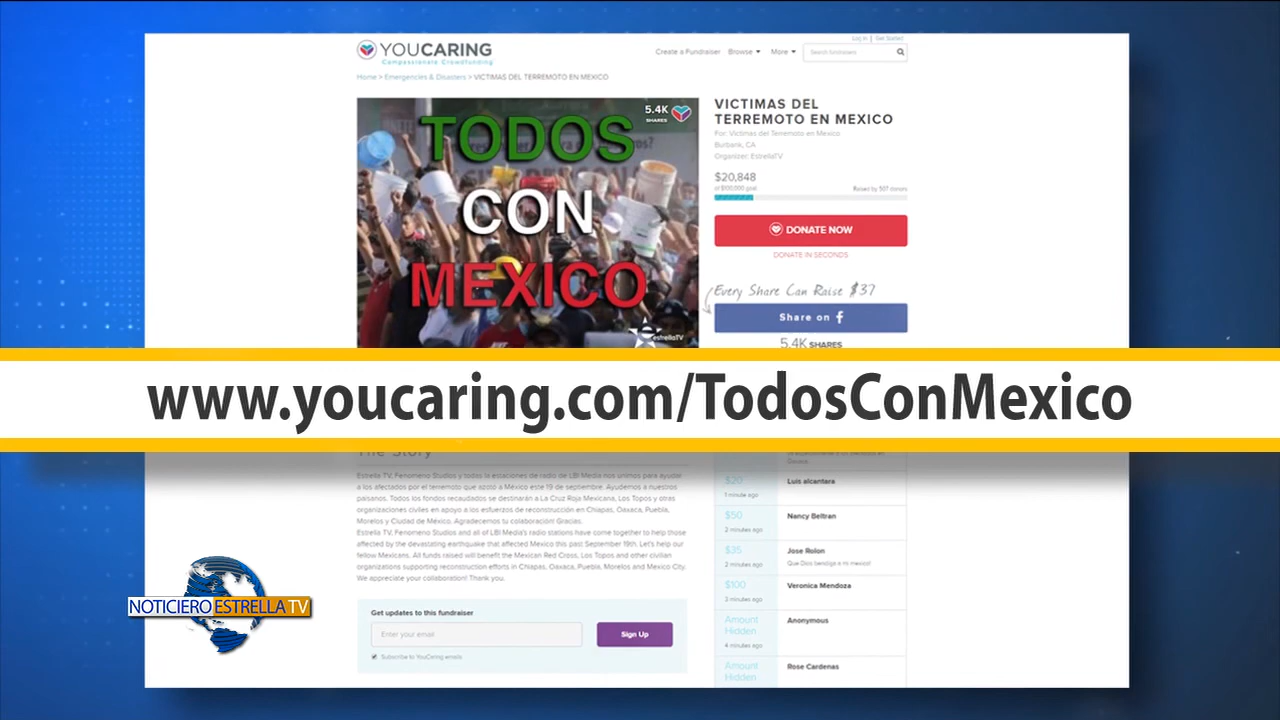 YOUCARING
Compassionate Crowdfunding
Create a Fundraiser Browse More
Log In | Get Started
Search fundraisers
Home > Emergencies & Disasters > VICTIMAS DEL TERREMOTO EN MEXICO
5.4K
SHARES
TODOS
CON
MEXICO
estrellaTV
VICTIMAS DEL
TERREMOTO EN MEXICO
For: Victimas del Terremoto en Mexico
Burbank, CA
Organizer: EstrellaTV
$20,848
of $100,000 goal
Raised by 507 donors
DONATE NOW
DONATE IN SECONDS
Every Share Can Raise $37
Share on f
5.4K SHARES
www.youcaring.com/TodosConMexico
The Story
Estrella TV, Fenomeno Studios y todas la estaciones de radio de LBI Media nos unimos para ayudar
a los afectados por el terremoto que azotó a México este 19 de septiembre. Ayudemos a nuestros
paisanos. Todos los fondos recaudados se destinarán a La Cruz Roja Mexicana, Los Topos y otras
organizaciones civiles en apoyo a los esfuerzos de reconstrucción en Chiapas, Oaxaca, Puebla,
Morelos y Ciudad de México. Agradecemos tu colaboración! Gracias.
Estrella TV, Fenomeno Studios and all of LBI Media's radio stations have come together to help those
affected by the devastating earthquake that affected Mexico this past September 19th. Let's help our
fellow Mexicans. All funds raised will benefit the Mexican Red Cross, Los Topos and other civilian
organizations supporting reconstruction efforts in Chiapas, Oaxaca, Puebla, Morelos and Mexico City.
We appreciate your collaboration! Thank you.
Get updates to this fundraiser
Enter your email
Sign Up
Subscribe to YouCaring emails
$20 Luis alcantara
1 minute ago
$50 Nancy Beltran
2 minutes ago
$35 Jose Rolon
2 minutes ago Que Dios bendiga a mi mexico!
$100 Veronica Mendoza
3 minutes ago
Amount Hidden Anonymous
4 minutes ago
Amount Hidden Rose Cardenas
NOTICIERO ESTRELLA TV